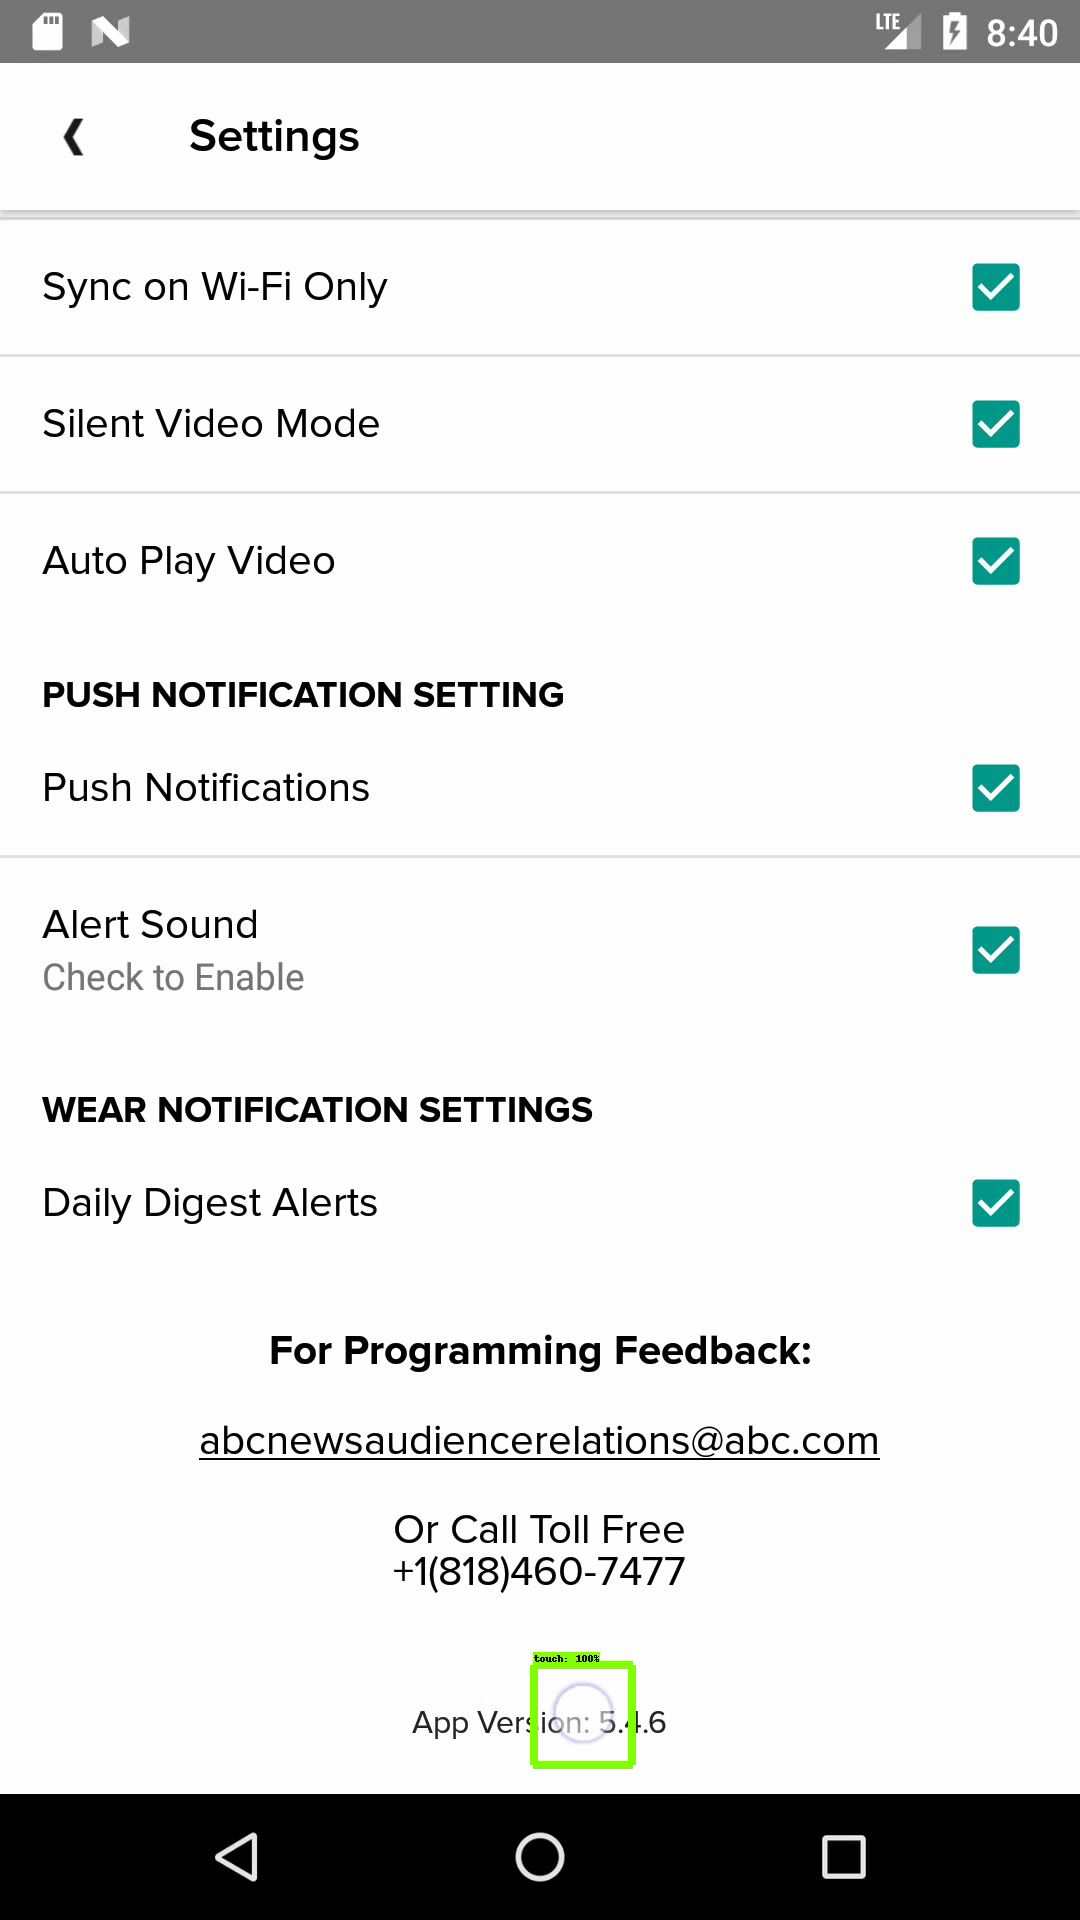 LTE 8:40
Settings
Sync on Wi-Fi Only
Silent Video Mode
Auto Play Video
PUSH NOTIFICATION SETTING
Push Notifications
Alert Sound
Check to Enable
WEAR NOTIFICATION SETTINGS
Daily Digest Alerts
For Programming Feedback:
abcnewsaudiencerelations@abc.com
Or Call Toll Free
+1(818)460-7477
touch: 100%
App Version: 5.4.6